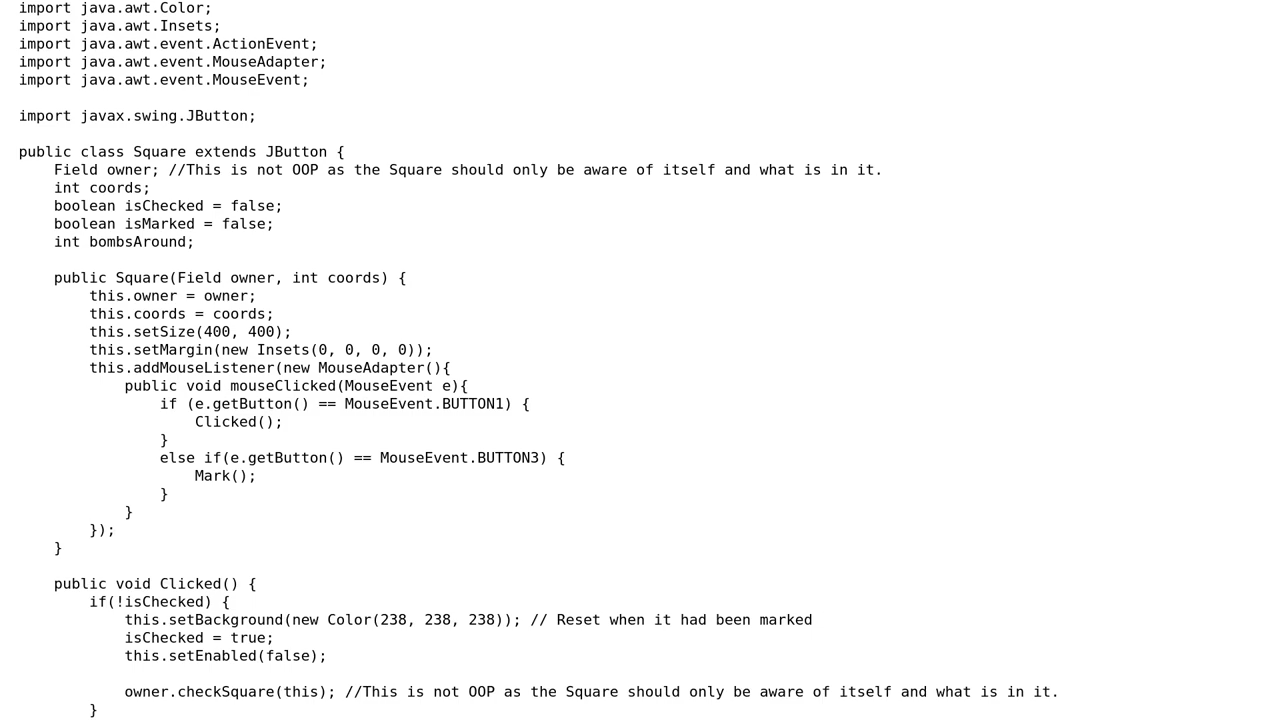 import java.awt.Color;
import java.awt.Insets;
import java.awt.event.ActionEvent;
import java.awt.event.MouseAdapter;
import java.awt.event.MouseEvent;

import javax.swing.JButton;

public class Square extends JButton {
    Field owner; //This is not OOP as the Square should only be aware of itself and what is in it.
    int coords;
    boolean isChecked = false;
    boolean isMarked = false;
    int bombsAround;

    public Square(Field owner, int coords) {
        this.owner = owner;
        this.coords = coords;
        this.setSize(400, 400);
        this.setMargin(new Insets(0, 0, 0, 0));
        this.addMouseListener(new MouseAdapter(){
            public void mouseClicked(MouseEvent e){
                if (e.getButton() == MouseEvent.BUTTON1) {
                    Clicked();
                }
                else if(e.getButton() == MouseEvent.BUTTON3) {
                    Mark();
                }
            }
        });
    }

    public void Clicked() {
        if(!isChecked) {
            this.setBackground(new Color(238, 238, 238)); // Reset when it had been marked
            isChecked = true;
            this.setEnabled(false);

            owner.checkSquare(this); //This is not OOP as the Square should only be aware of itself and what is in it.
        }